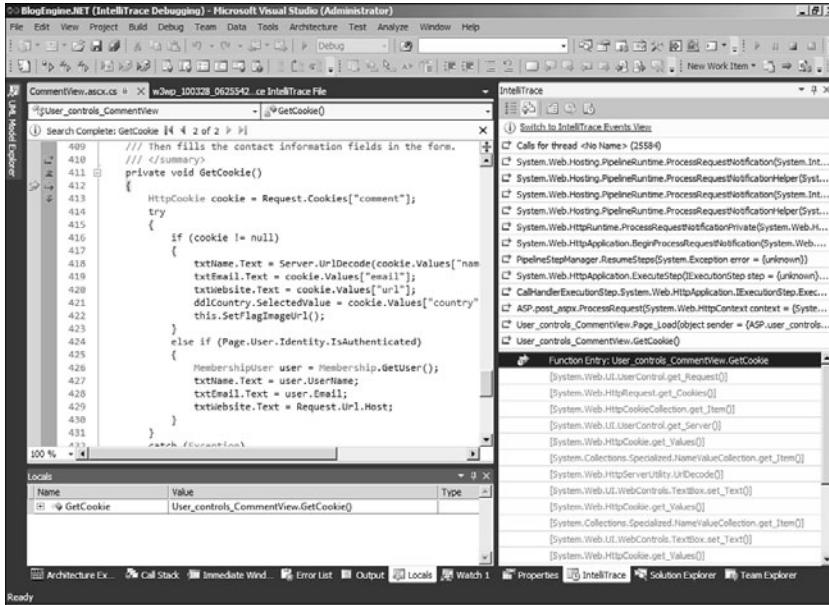 BlogEngine.NET (IntelliTrace Debugging) - Microsoft Visual Studio (Administrator)
File Edit View Project Build Debug Team Data Tools Architecture Test Analyze Window Help
Debug
New Work Item
UML Model Explorer
CommentView.ascx.cs w3wp_100328_0625542...ce IntelliTrace File
User_controls_CommentView GetCookie()
Search Complete: GetCookie 2 of 2
409 /// Then fills the contact information fields in the form.
410 /// </summary>
411 private void GetCookie()
412 {
413 HttpCookie cookie = Request.Cookies["comment"];
414 try
415 {
416 if (cookie != null)
417 {
418 txtName.Text = Server.UrlDecode(cookie.Values["nam
419 txtEmail.Text = cookie.Values["email"];
420 txtWebsite.Text = cookie.Values["url"];
421 ddlCountry.SelectedValue = cookie.Values["country"
422 this.SetFlagImageUrl();
423 }
424 else if (Page.User.Identity.IsAuthenticated)
425 {
426 MembershipUser user = Membership.GetUser();
427 txtName.Text = user.UserName;
428 txtEmail.Text = user.Email;
429 txtWebsite.Text = Request.Url.Host;
430 }
431 }
432 catch (Exception)
100 %
Locals
Name Value Type
GetCookie User_controls_CommentView.GetCookie()
IntelliTrace
Switch to IntelliTrace Events View
Calls for thread <No Name> (25584)
System.Web.Hosting.PipelineRuntime.ProcessRequestNotification(System.Int...
System.Web.Hosting.PipelineRuntime.ProcessRequestNotificationHelper(Syst...
System.Web.Hosting.PipelineRuntime.ProcessRequestNotification(System.Int...
System.Web.Hosting.PipelineRuntime.ProcessRequestNotificationHelper(Syst...
System.Web.HttpRuntime.ProcessRequestNotificationPrivate(System.Web.H...
System.Web.HttpApplication.BeginProcessRequestNotification(System.Web....
PipelineStepManager.ResumeSteps(System.Exception error = {unknown})
System.Web.HttpApplication.ExecuteStep(IExecutionStep step = {unknown}...
CallHandlerExecutionStep.System.Web.HttpApplication.IExecutionStep.Exec...
ASP.post_aspx.ProcessRequest(System.Web.HttpContext context = {Syste...
User_controls_CommentView.Page_Load(object sender = {ASP.user_controls...
User_controls_CommentView.GetCookie()
Function Entry: User_controls_CommentView.GetCookie
[System.Web.UI.UserControl.get_Request()]
[System.Web.HttpRequest.get_Cookies()]
[System.Web.HttpCookieCollection.get_Item()]
[System.Web.UI.UserControl.get_Server()]
[System.Web.HttpCookie.get_Values()]
[System.Collections.Specialized.NameValueCollection.get_Item()]
[System.Web.HttpServerUtility.UrlDecode()]
[System.Web.UI.WebControls.TextBox.set_Text()]
[System.Web.HttpCookie.get_Values()]
[System.Collections.Specialized.NameValueCollection.get_Item()]
[System.Web.UI.WebControls.TextBox.set_Text()]
[System.Web.HttpCookie.get_Values()]
Architecture Ex... Call Stack Immediate Wind... Error List Output Locals Watch 1 Properties IntelliTrace Solution Explorer Team Explorer
Ready